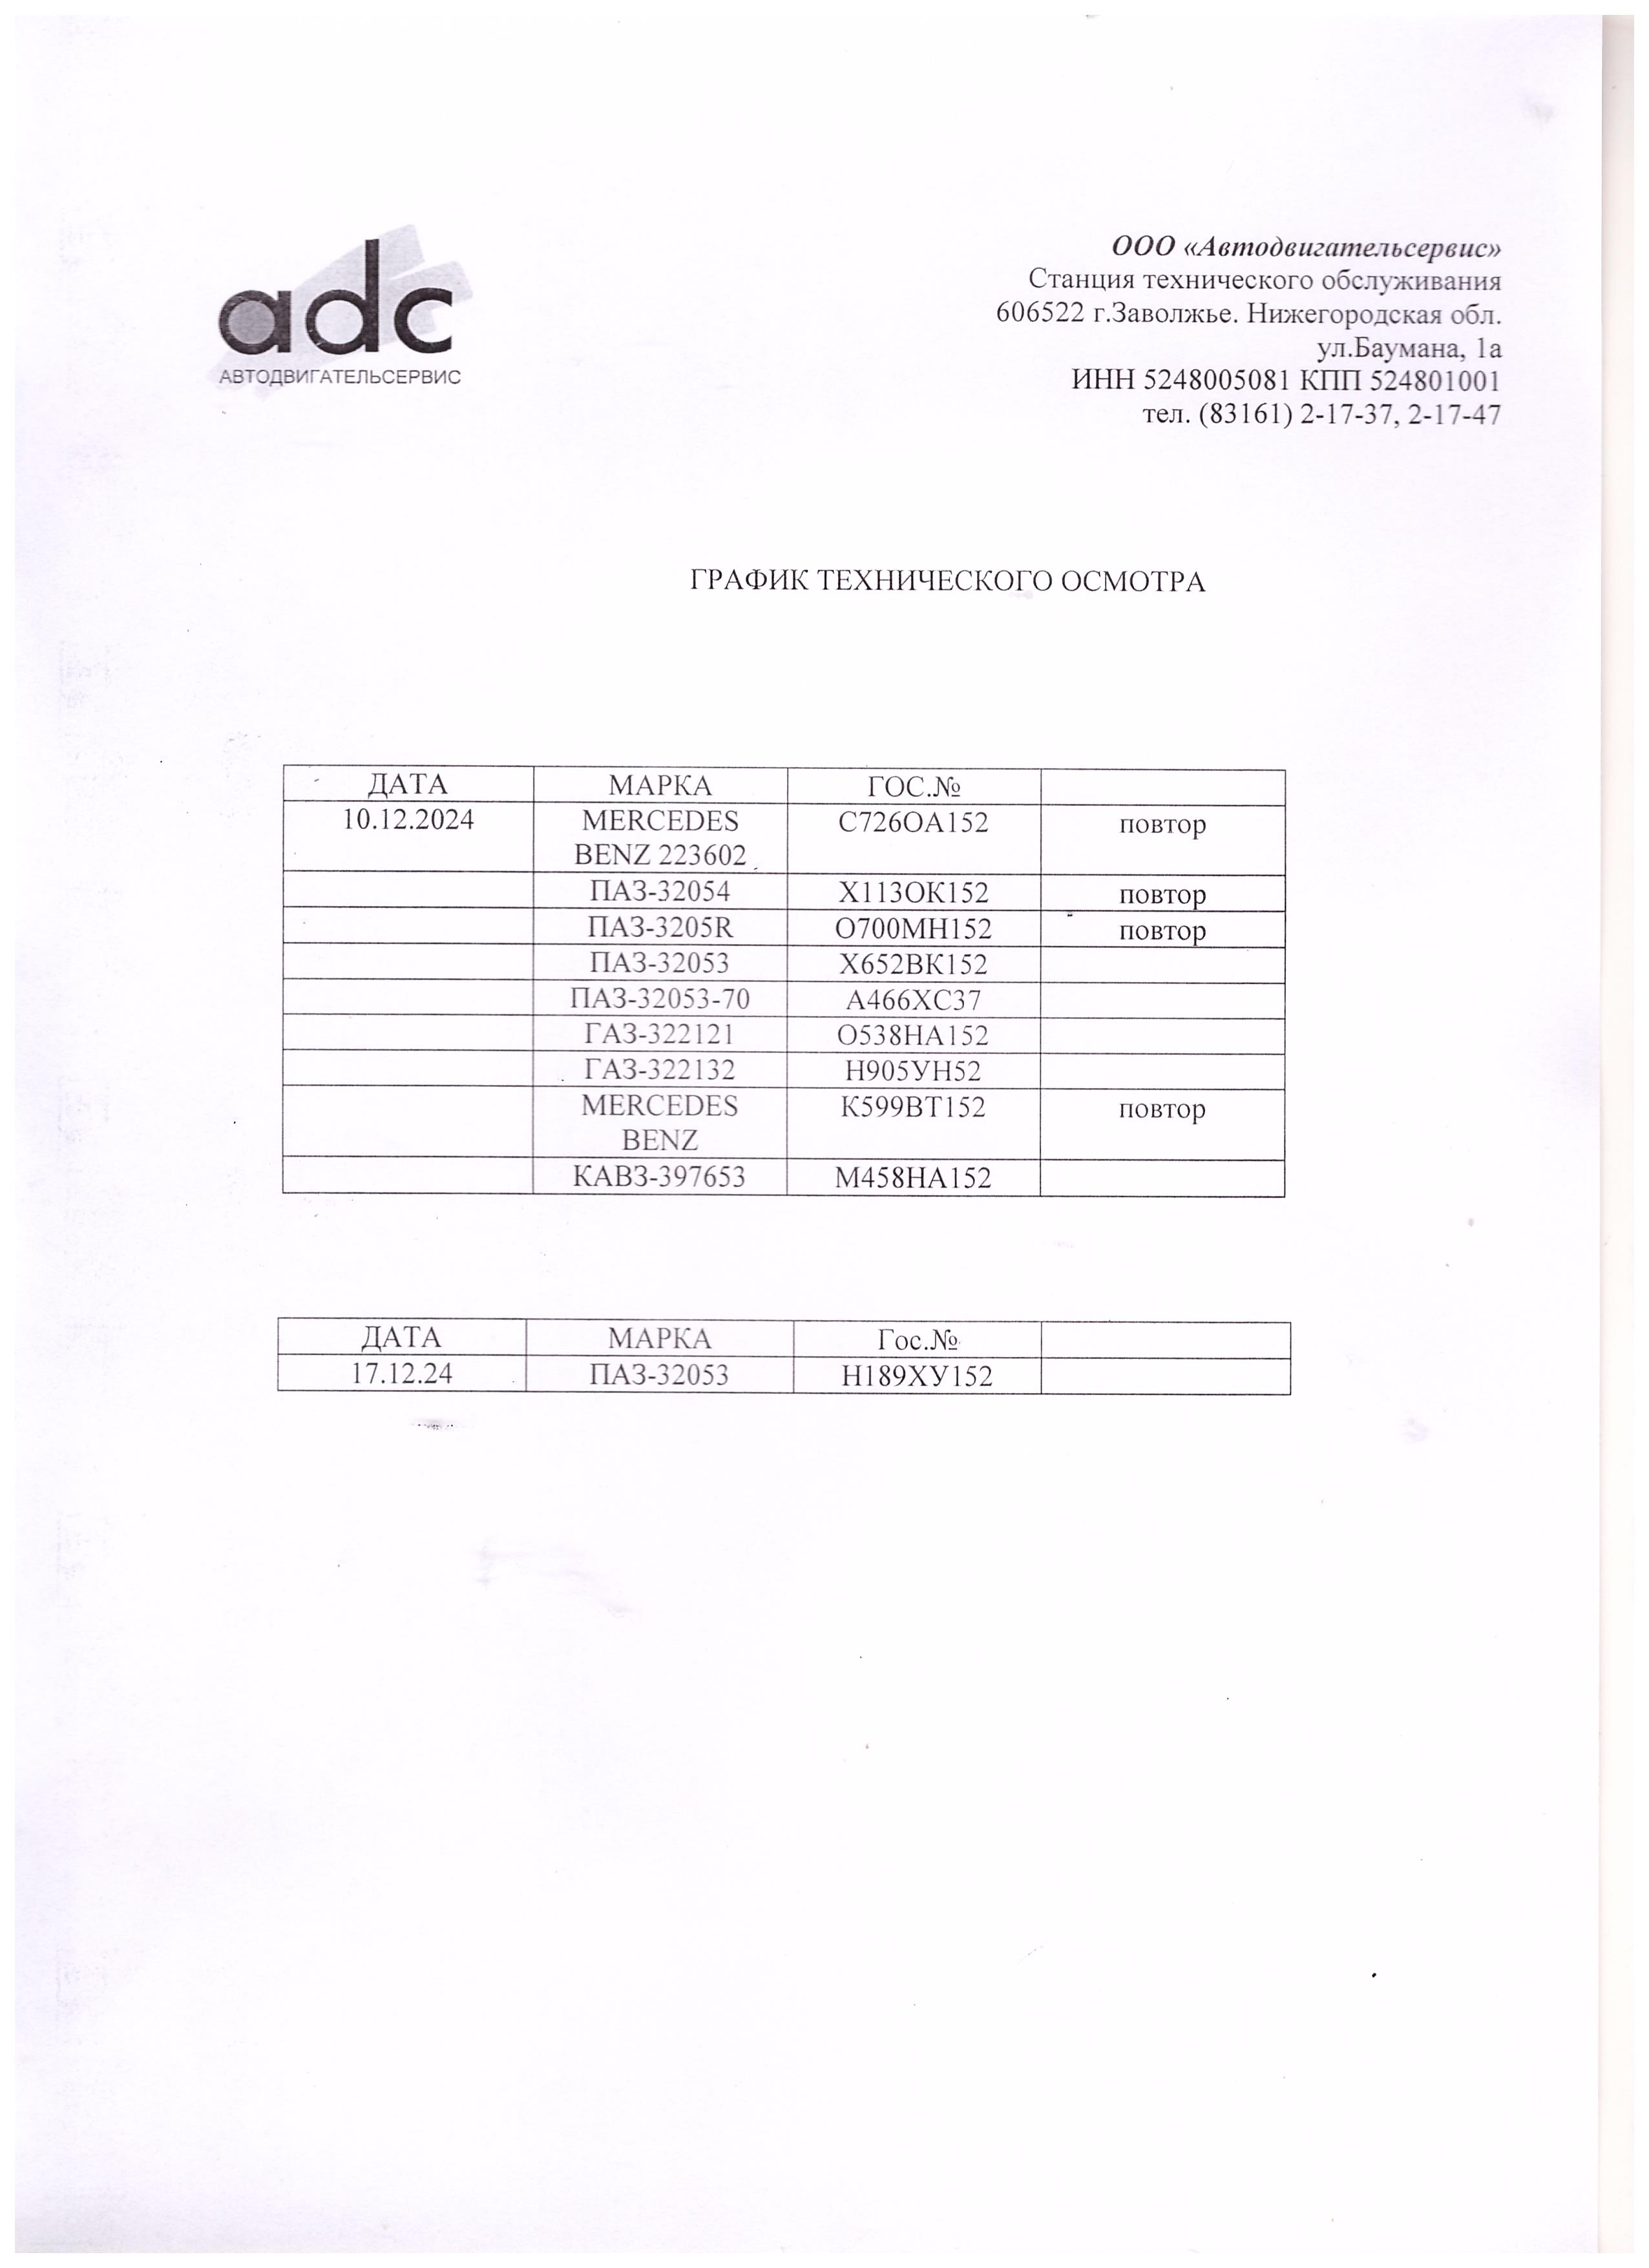 adc
АВТОДВИГАТЕЛЬСЕРВИС
ООО «Автодвигательсервис»
Станция технического обслуживания
606522 г.Заволжье. Нижегородская обл.
ул.Баумана, 1а
ИНН 5248005081 КПП 524801001
тел. (83161) 2-17-37, 2-17-47
ГРАФИК ТЕХНИЧЕСКОГО ОСМОТРА
ДАТА МАРКА ГОС.№
10.12.2024 MERCEDES С726ОА152 повтор
BENZ 223602
ПАЗ-32054 Х113ОК152 повтор
ПАЗ-3205R О700МН152 повтор
ПАЗ-32053 Х652ВК152
ПАЗ-32053-70 А466ХС37
ГАЗ-322121 О538НА152
ГАЗ-322132 Н905УН52
MERCEDES К599ВТ152 повтор
BENZ
КАВЗ-397653 М458НА152
ДАТА МАРКА Гос.№
17.12.24 ПАЗ-32053 Н189ХУ152